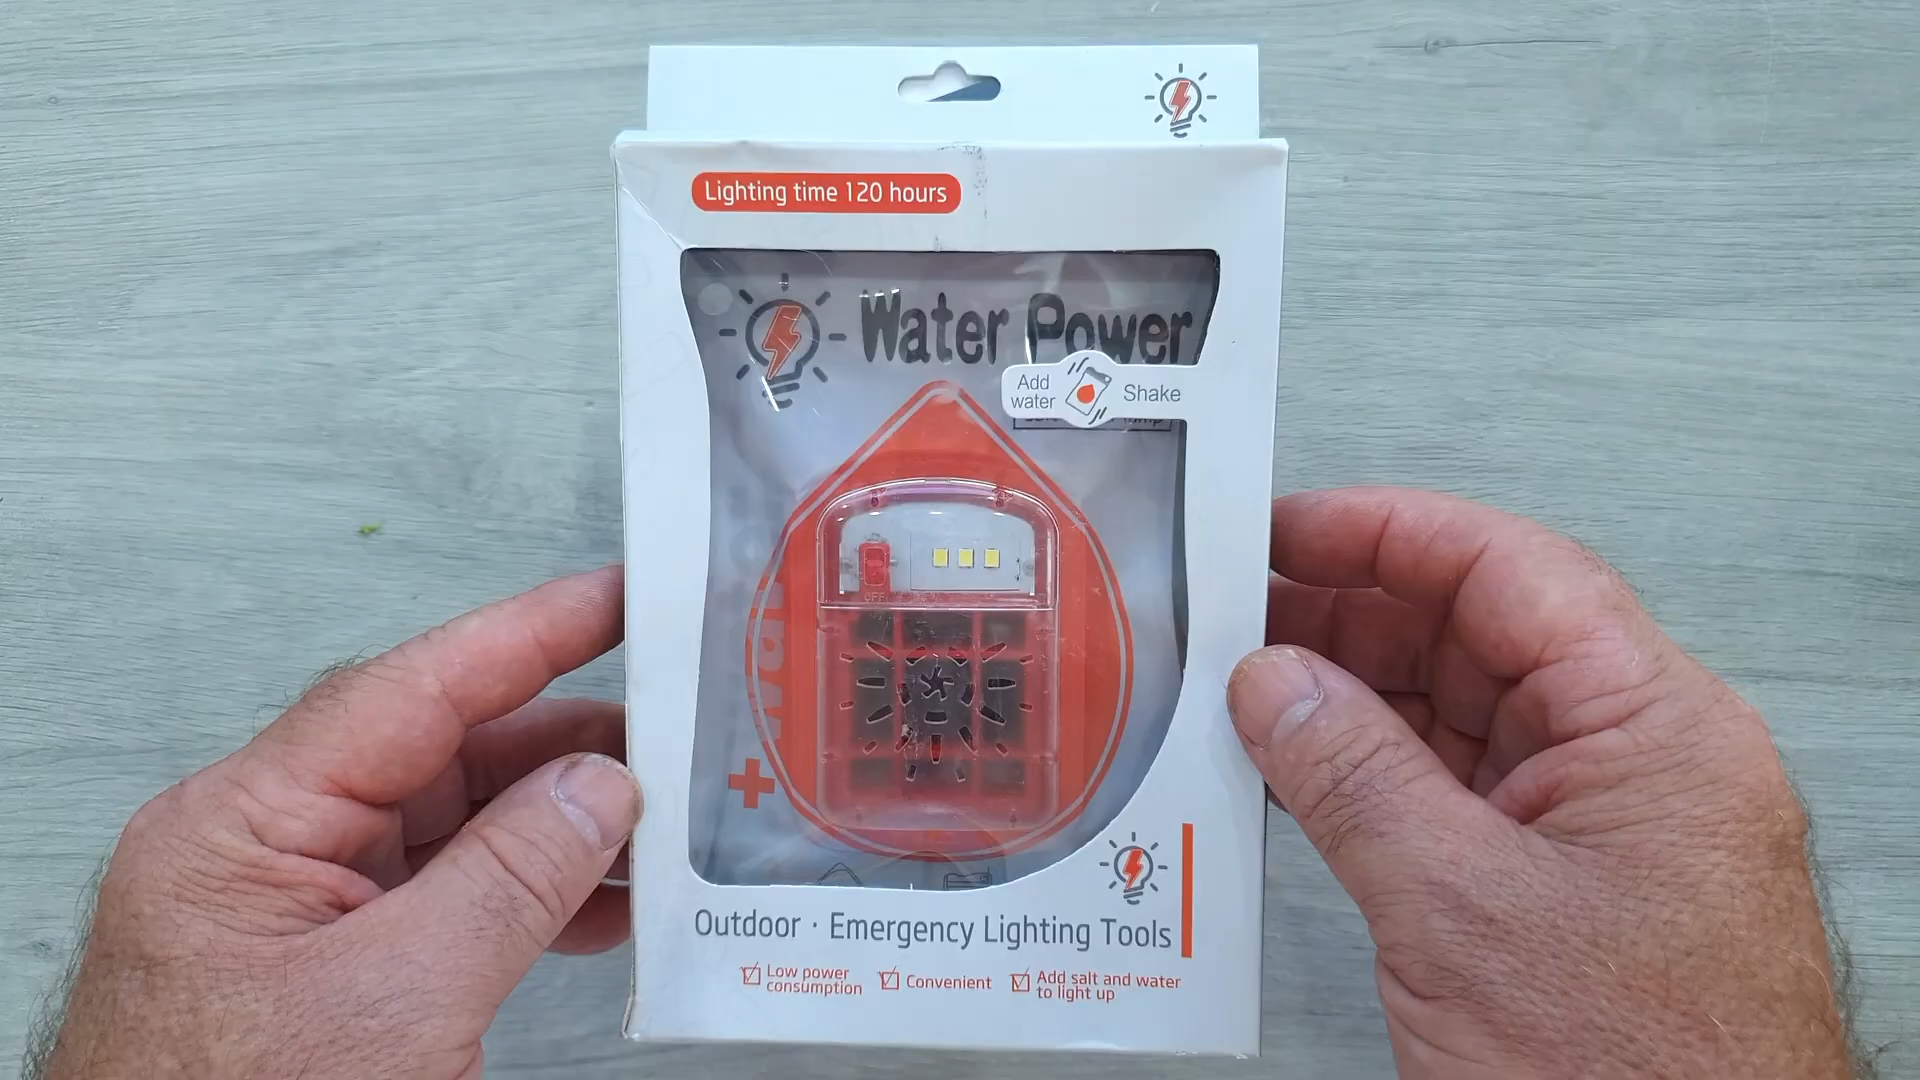 Lighting time 120 hours
Water Power
Add water
Shake
OFF
Outdoor · Emergency Lighting Tools
Low power consumption
Convenient
Add salt and water to light up